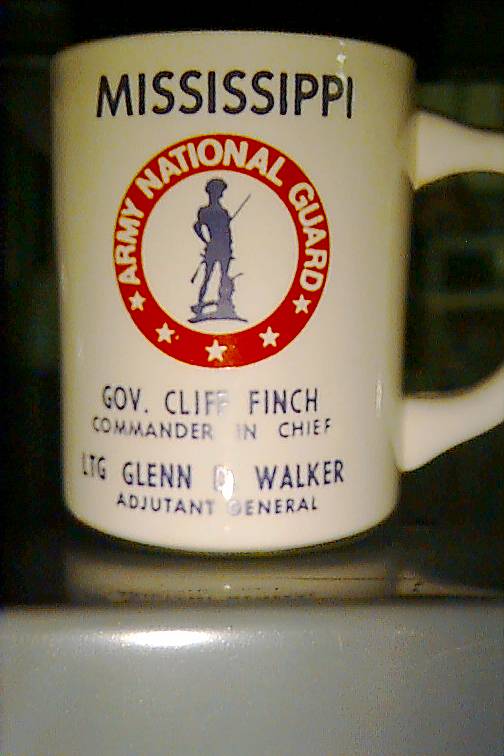 MISSISSIPPI
ARMY NATIONAL GUARD
GOV. CLIFF FINCH
COMMANDER IN CHIEF
LTG GLENN D. WALKER
ADJUTANT GENERAL